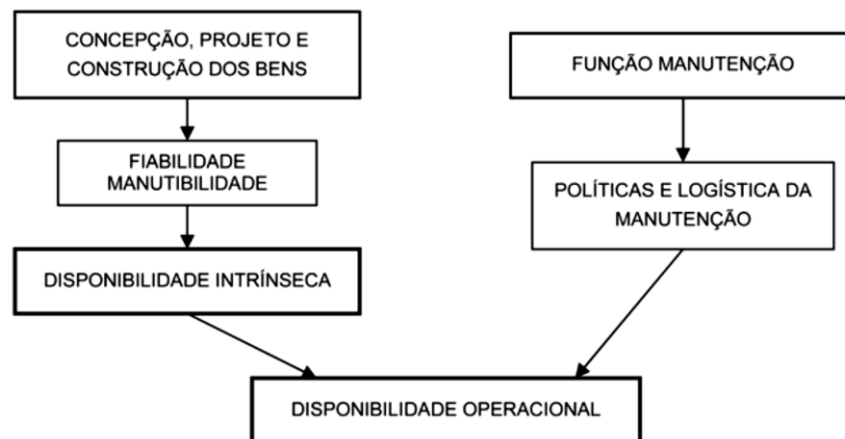 CONCEPÇÃO, PROJETO E
CONSTRUÇÃO DOS BENS
FUNÇÃO MANUTENÇÃO
FIABILIDADE
MANUTIBILIDADE
POLÍTICAS E LOGÍSTICA DA
MANUTENÇÃO
DISPONIBILIDADE INTRÍNSECA
DISPONIBILIDADE OPERACIONAL